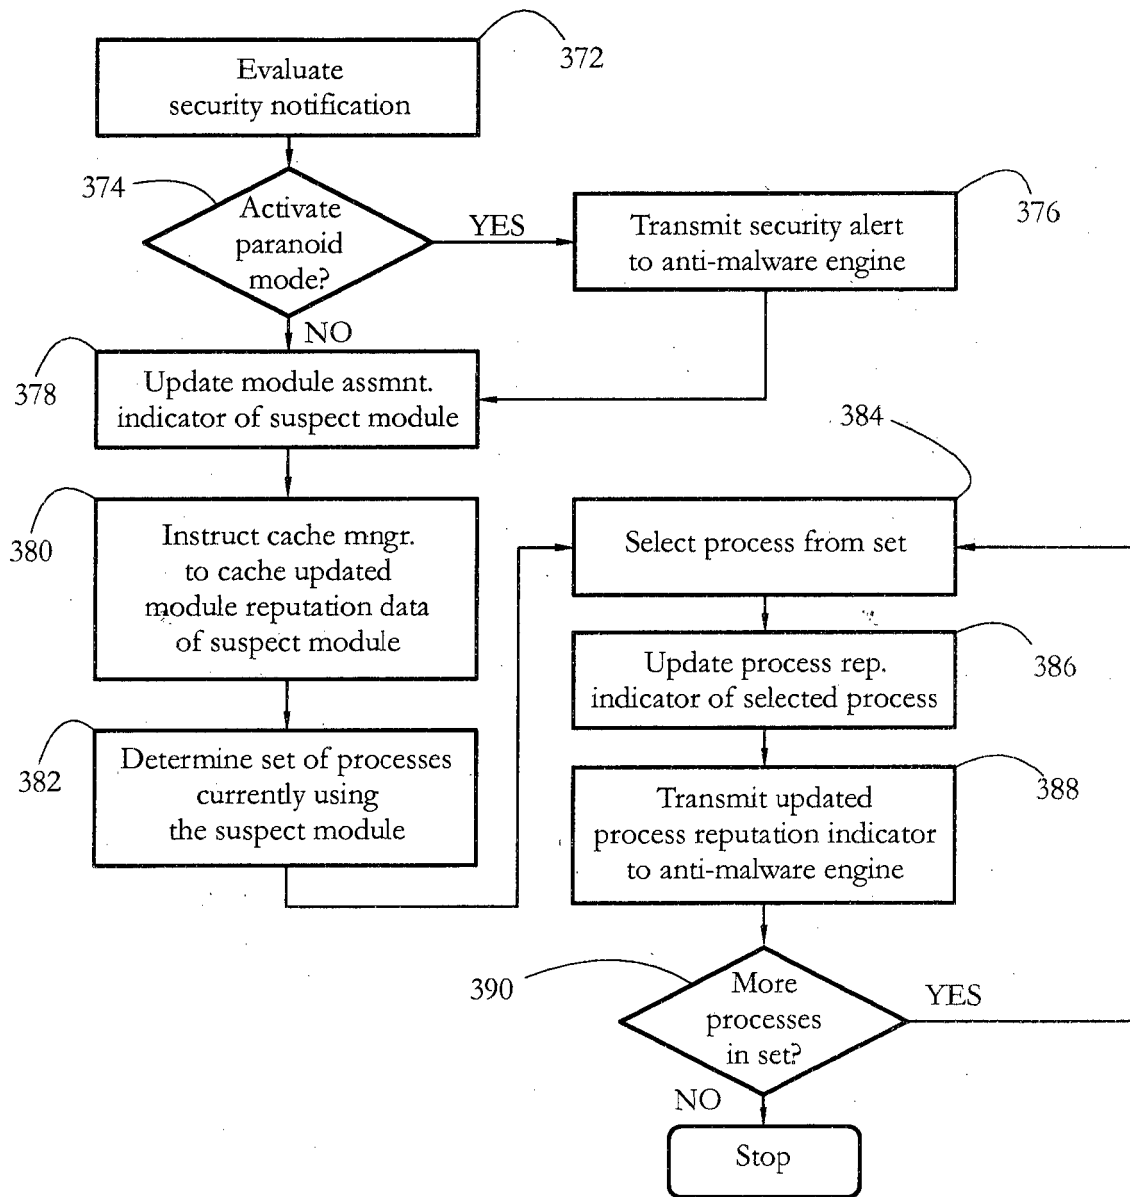 372
Evaluate
security notification
374
Activate
paranoid
mode?
YES
376
Transmit security alert
to anti-malware engine
NO
378
Update module assmnt.
indicator of suspect module
380
Instruct cache mngr.
to cache updated
module reputation data
of suspect module
382
Determine set of processes
currently using
the suspect module
384
Select process from set
386
Update process rep.
indicator of selected process
388
Transmit updated
process reputation indicator
to anti-malware engine
390
More
processes
in set?
YES
NO
Stop